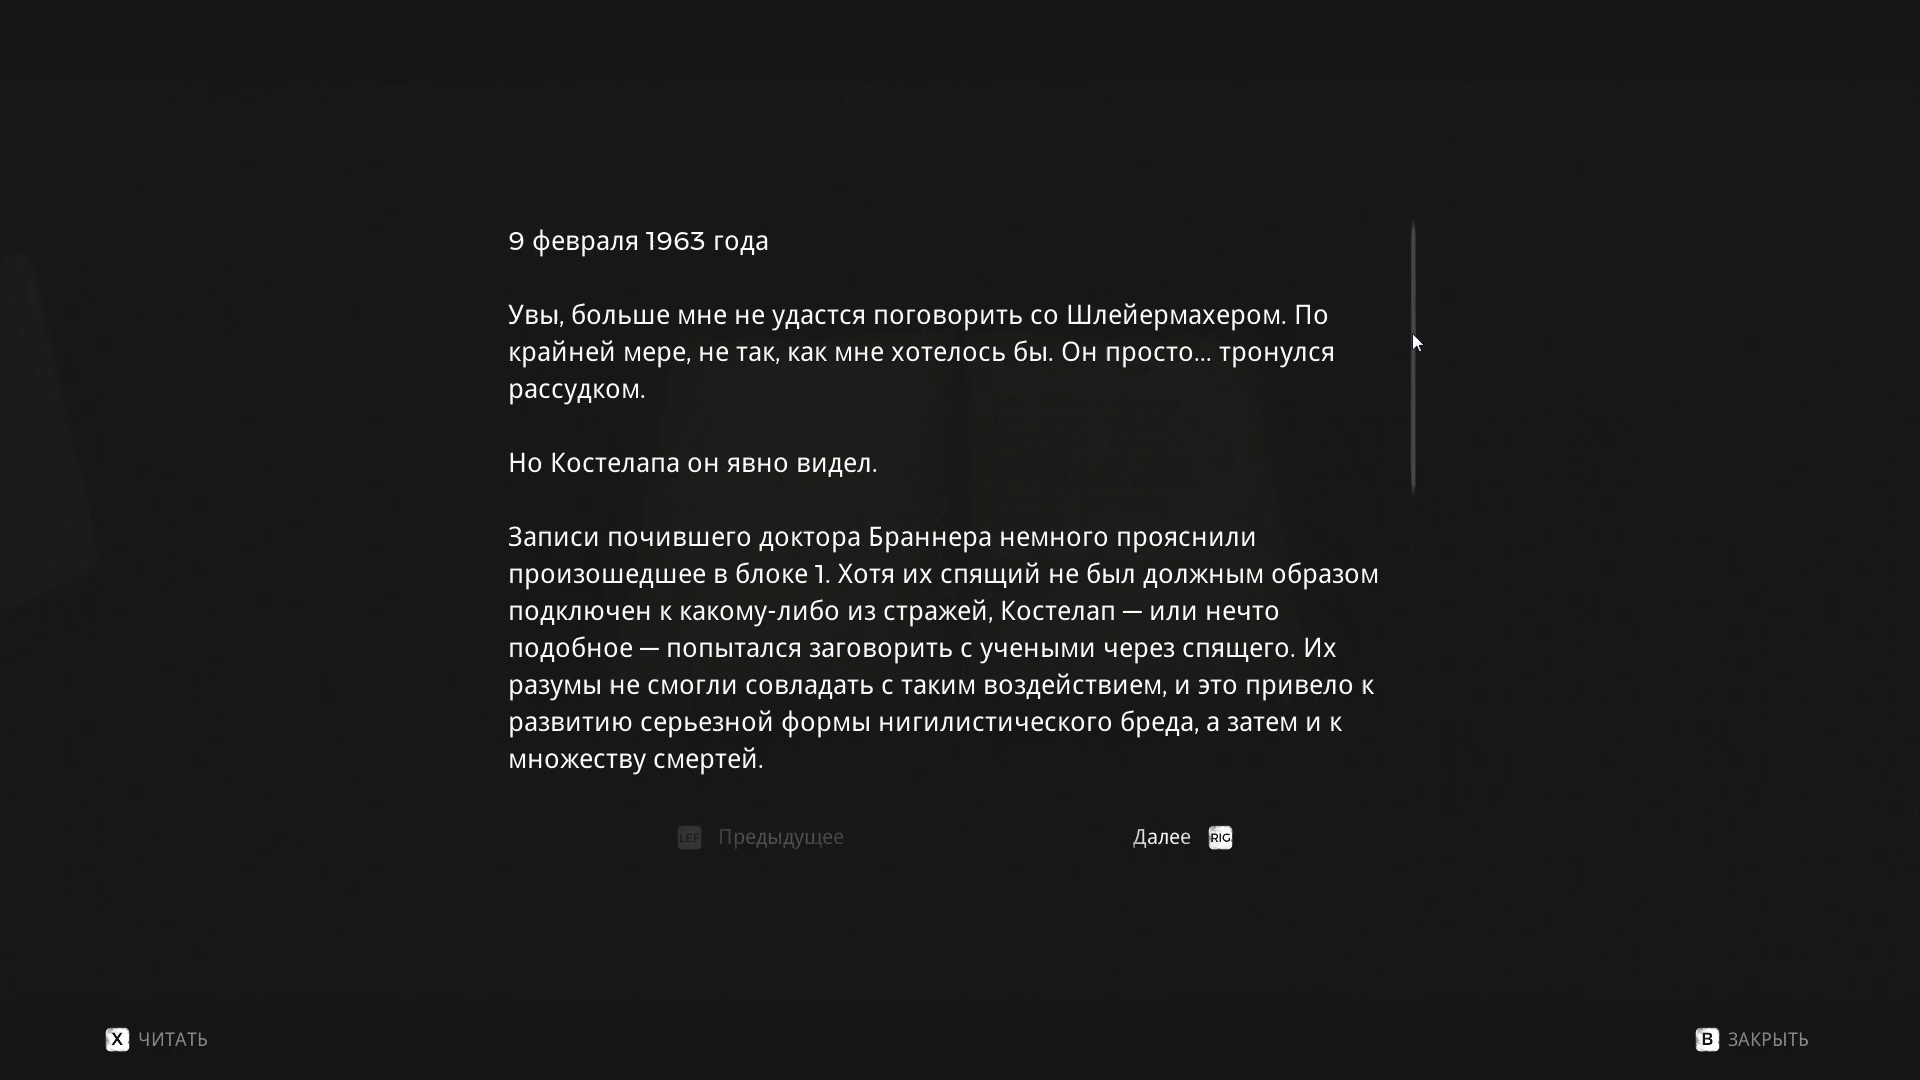 9 февраля 1963 года
Увы, больше мне не удастся поговорить со Шлейермахером. По
крайней мере, не так, как мне хотелось бы. Он просто... тронулся
рассудком.
Но Костелапа он явно видел.
Записи почившего доктора Браннера немного прояснили
произошедшее в блоке 1. Хотя их спящий не был должным образом
подключен к какому-либо из стражей, Костелап — или нечто
подобное — попытался заговорить с учеными через спящего. Их
разумы не смогли совладать с таким воздействием, и это привело к
развитию серьезной формы нигилистического бреда, а затем и к
множеству смертей.
LEF Предыдущее
Далее RIG
X ЧИТАТЬ
B ЗАКРЫТЬ